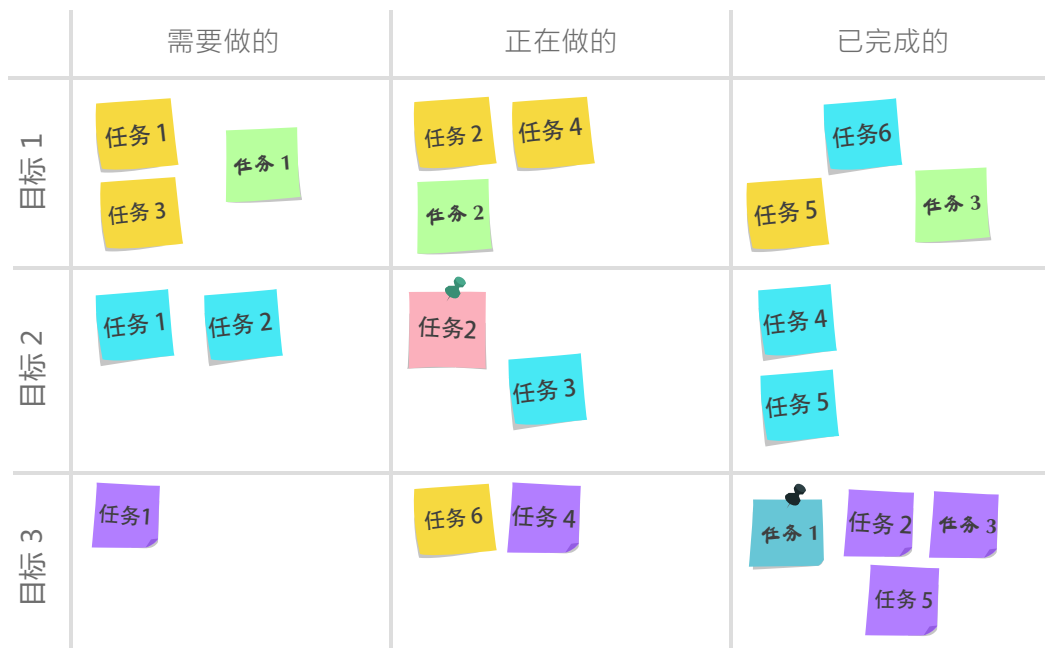 需要做的
正在做的
已完成的
目标 1
任务 1
任务 1
任务 3
任务 2
任务 4
任务 2
任务6
任务 5
任务 3
目标 2
任务 1
任务 2
任务2
任务 3
任务 4
任务 5
目标 3
任务1
任务 6
任务 4
任务 1
任务 2
任务 3
任务 5